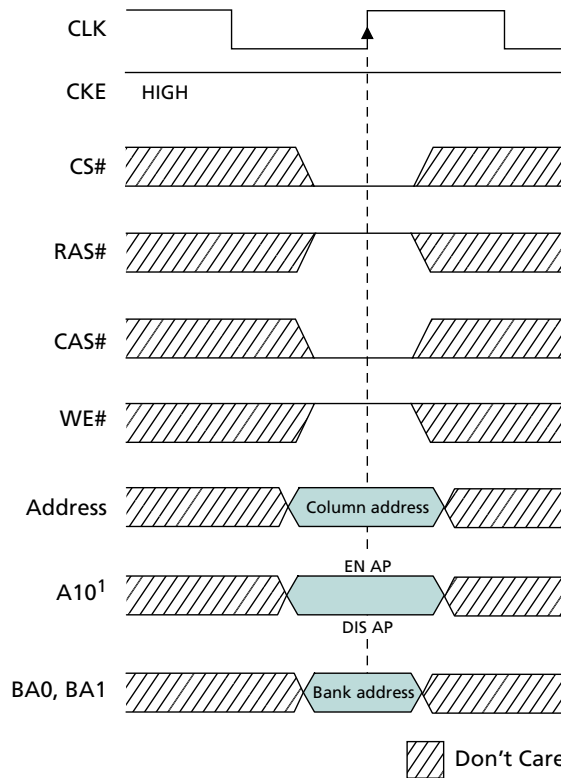 CLK
CKE HIGH
CS#
RAS#
CAS#
WE#
Address Column address
EN AP
A10¹
DIS AP
BA0, BA1 Bank address
Don't Care